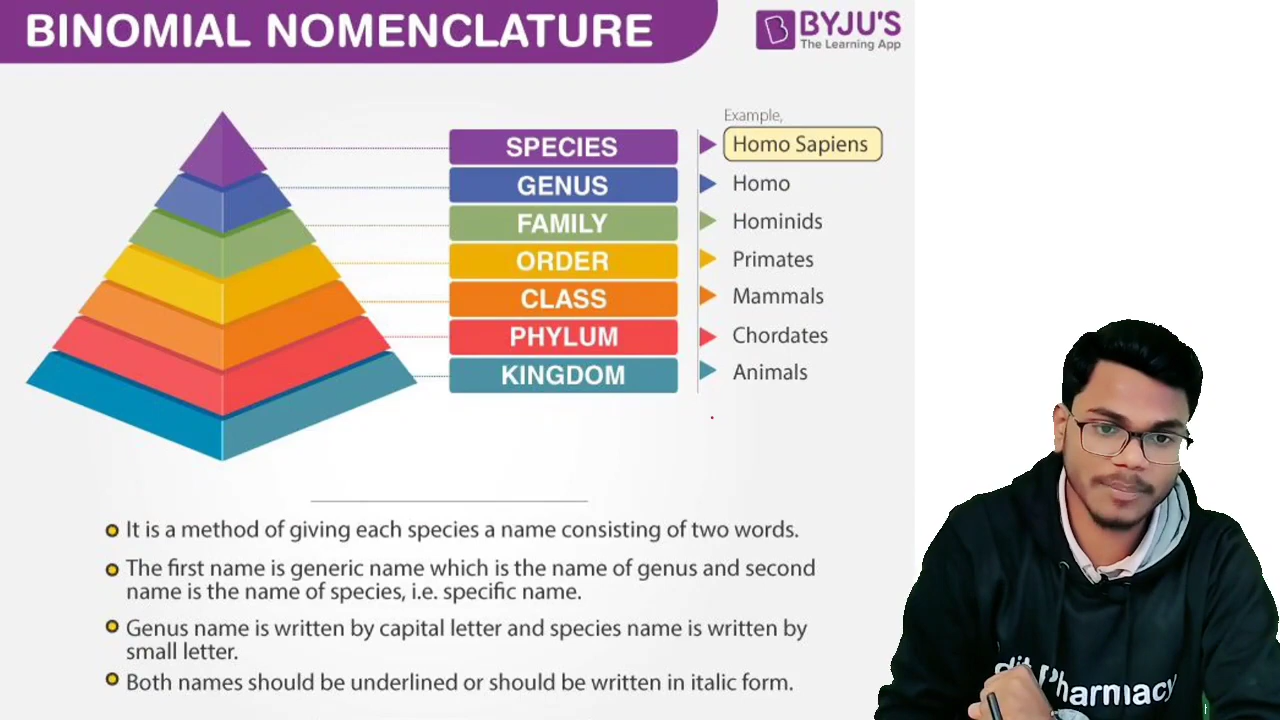 BINOMIAL NOMENCLATURE
BYJU'S
The Learning App
Example,
SPECIES
Homo Sapiens
GENUS
Homo
FAMILY
Hominids
ORDER
Primates
CLASS
Mammals
PHYLUM
Chordates
KINGDOM
Animals
It is a method of giving each species a name consisting of two words.
The first name is generic name which is the name of genus and second
name is the name of species, i.e. specific name.
Genus name is written by capital letter and species name is written by
small letter.
Both names should be underlined or should be written in italic form.
Pharmacy